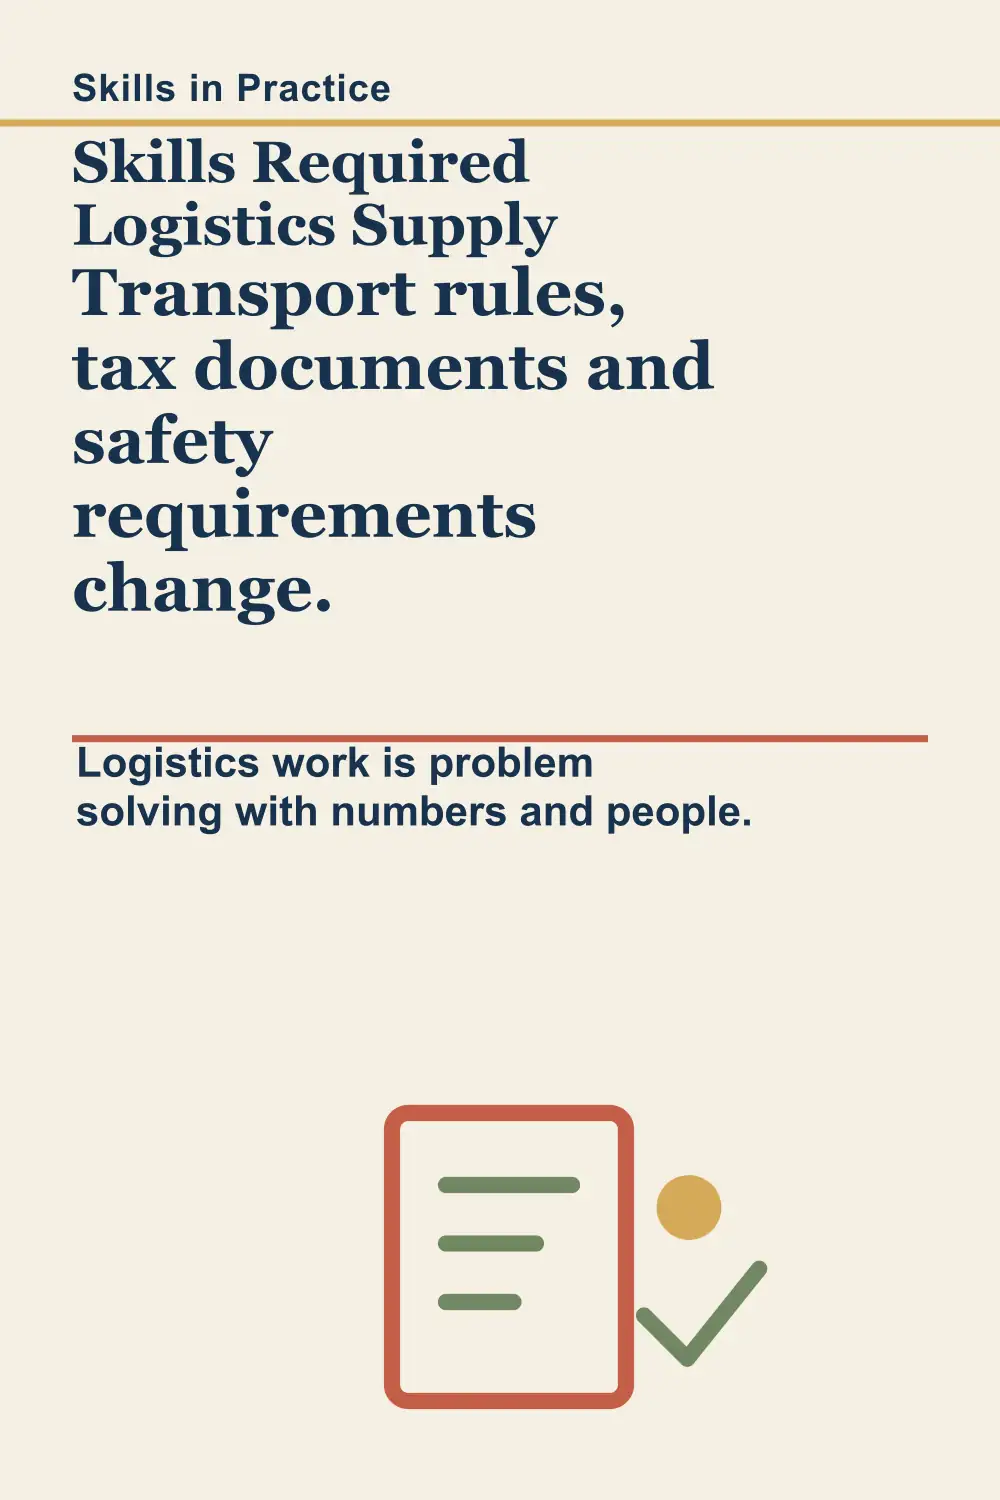 Skills in Practice
Skills Required
Logistics Supply
Transport rules,
tax documents and
safety
requirements
change.
Logistics work is problem
solving with numbers and people.